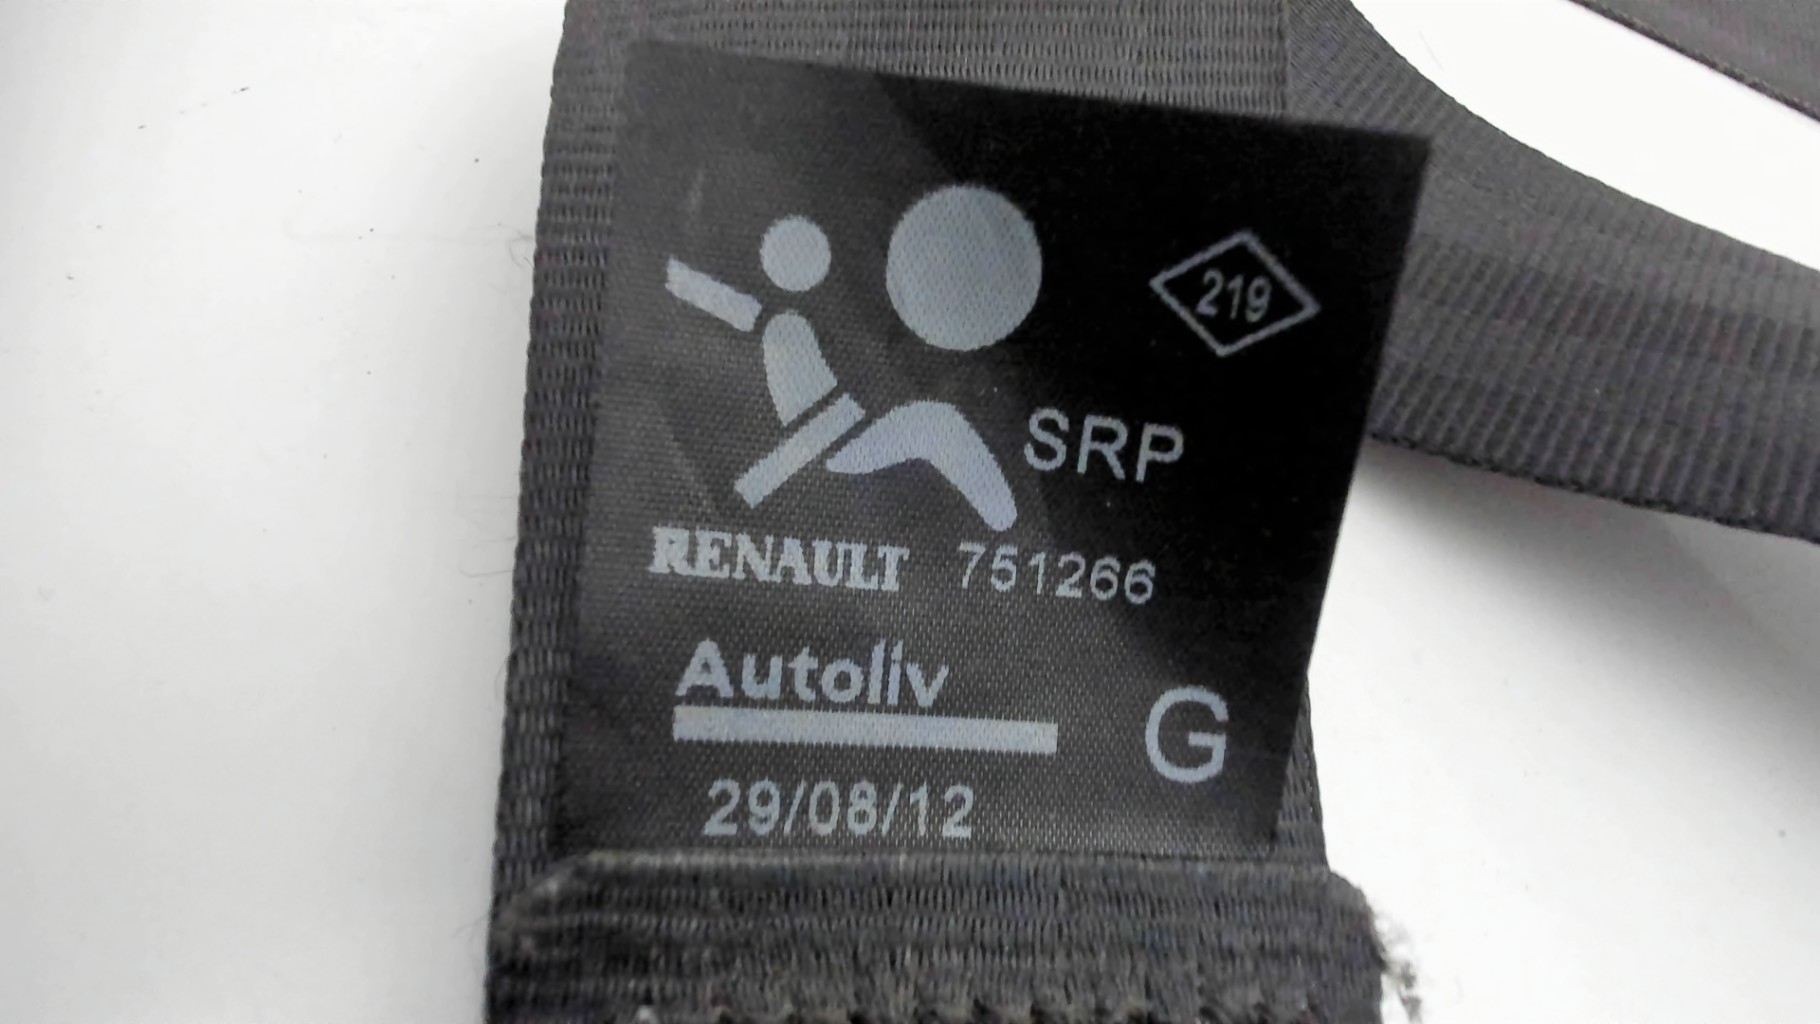 219
SRP
RENAULT 751266
Autoliv
G
29/08/12